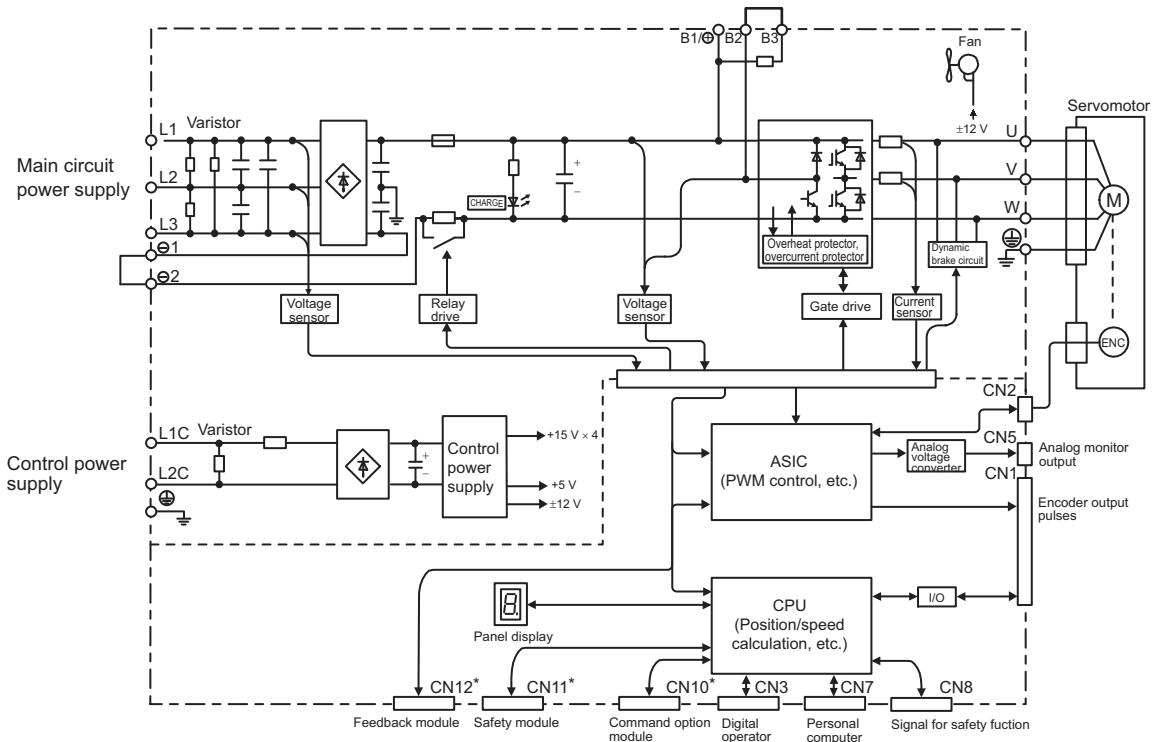 B1/⊕ B2 B3
Fan
±12 V
Servomotor
Main circuit
power supply
L1
Varistor
L2
L3
⊖1
⊖2
CHARGE
+
–
Overheat protector,
overcurrent protector
U
V
W
M
Dynamic
brake circuit
Voltage
sensor
Relay
drive
Voltage
sensor
Gate drive
Current
sensor
ENC
Control power
supply
L1C
Varistor
L2C
+
–
Control
power
supply
+15 V × 4
+5 V
±12 V
ASIC
(PWM control, etc.)
Analog
voltage
converter
CN2
CN5
CN1
Analog monitor
output
Encoder output
pulses
8.
Panel display
CPU
(Position/speed
calculation, etc.)
I/O
CN12*
CN11*
CN10*
CN3
CN7
CN8
Feedback module
Safety module
Command option
module
Digital
operator
Personal
computer
Signal for safety fuction